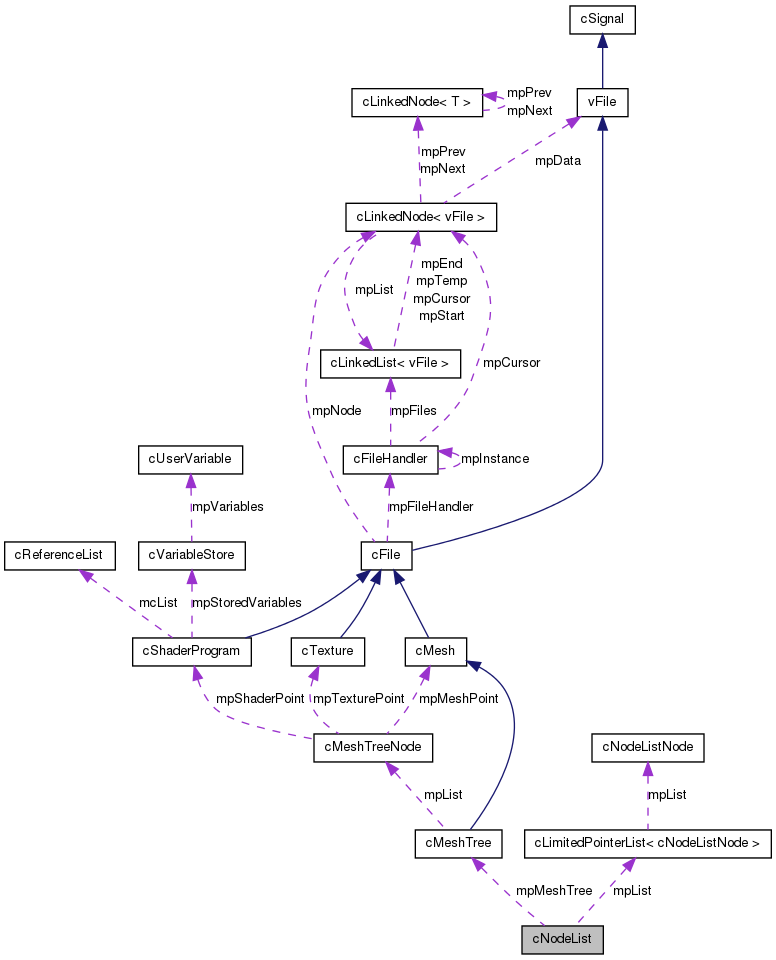 cSignal
cLinkedNode< T >
mpPrev
mpNext
vFile
mpPrev
mpNext
mpData
cLinkedNode< vFile >
mpList
mpEnd
mpTemp
mpCursor
mpStart
cLinkedList< vFile >
mpCursor
mpNode
mpFiles
cUserVariable
cFileHandler
mpInstance
mpVariables
mpFileHandler
cReferenceList
cVariableStore
cFile
mcList
mpStoredVariables
cShaderProgram
cTexture
cMesh
mpShaderPoint
mpTexturePoint
mpMeshPoint
cMeshTreeNode
cNodeListNode
mpList
mpList
cMeshTree
cLimitedPointerList< cNodeListNode >
mpMeshTree
mpList
cNodeList